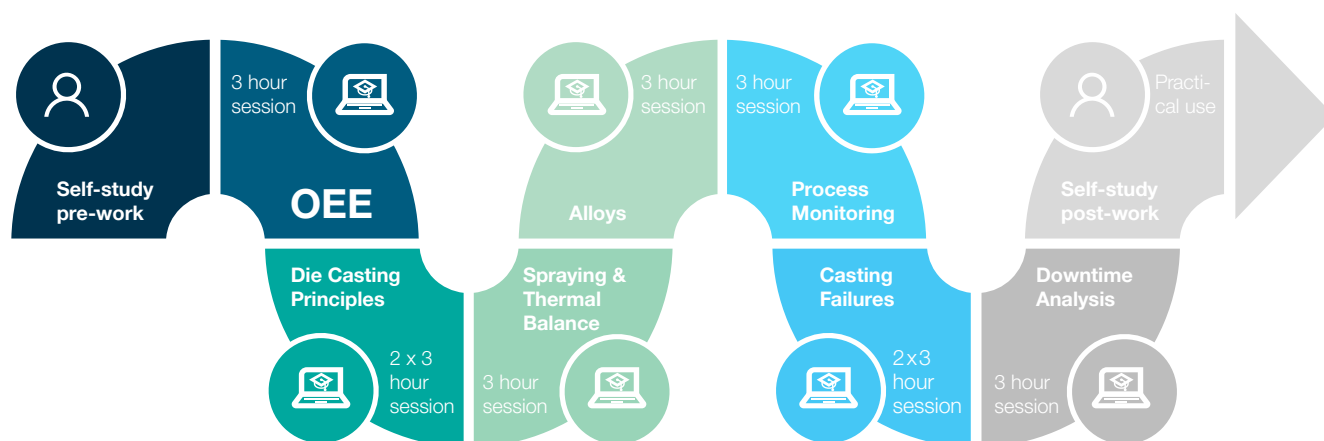 Self-study
pre-work
3 hour
session
OEE
Die Casting
Principles
2 x 3
hour
session
Spraying &
Thermal
Balance
3 hour
session
3 hour
session
Alloys
3 hour
session
Process
Monitoring
Casting
Failures
2x3
hour
session
Downtime
Analysis
3 hour
session
Practi-
cal use
Self-study
post-work